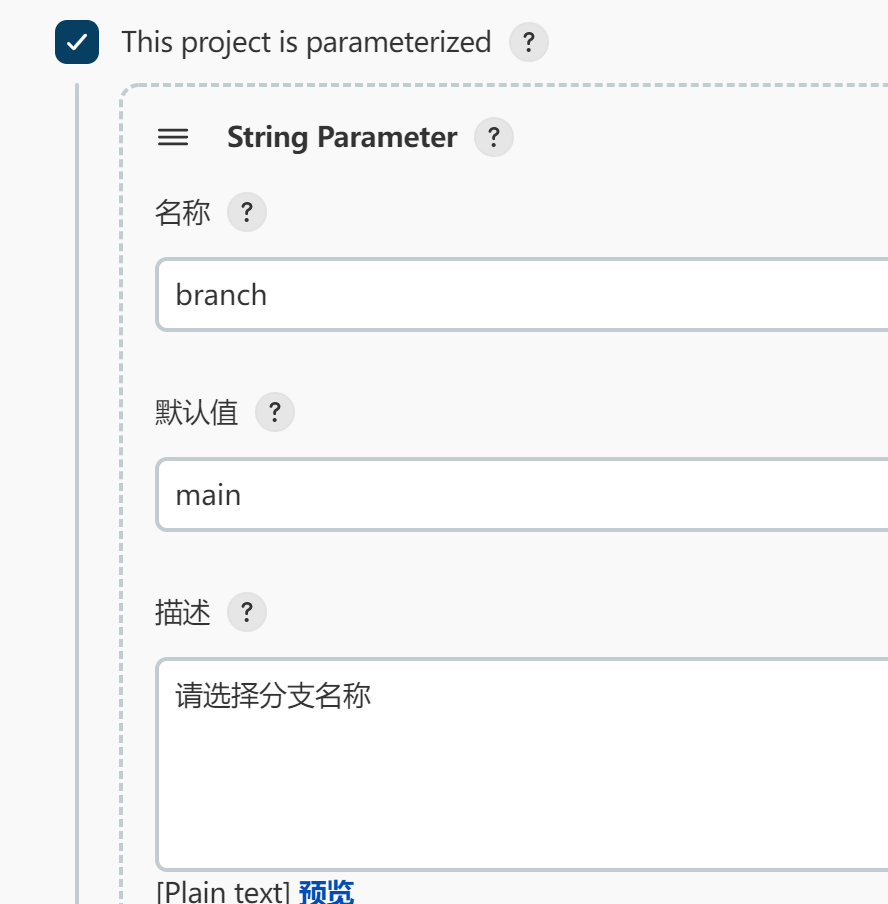 This project is parameterized ?
String Parameter ?
名称 ?
branch
默认值 ?
main
描述 ?
请选择分支名称
[Plain text] 预览